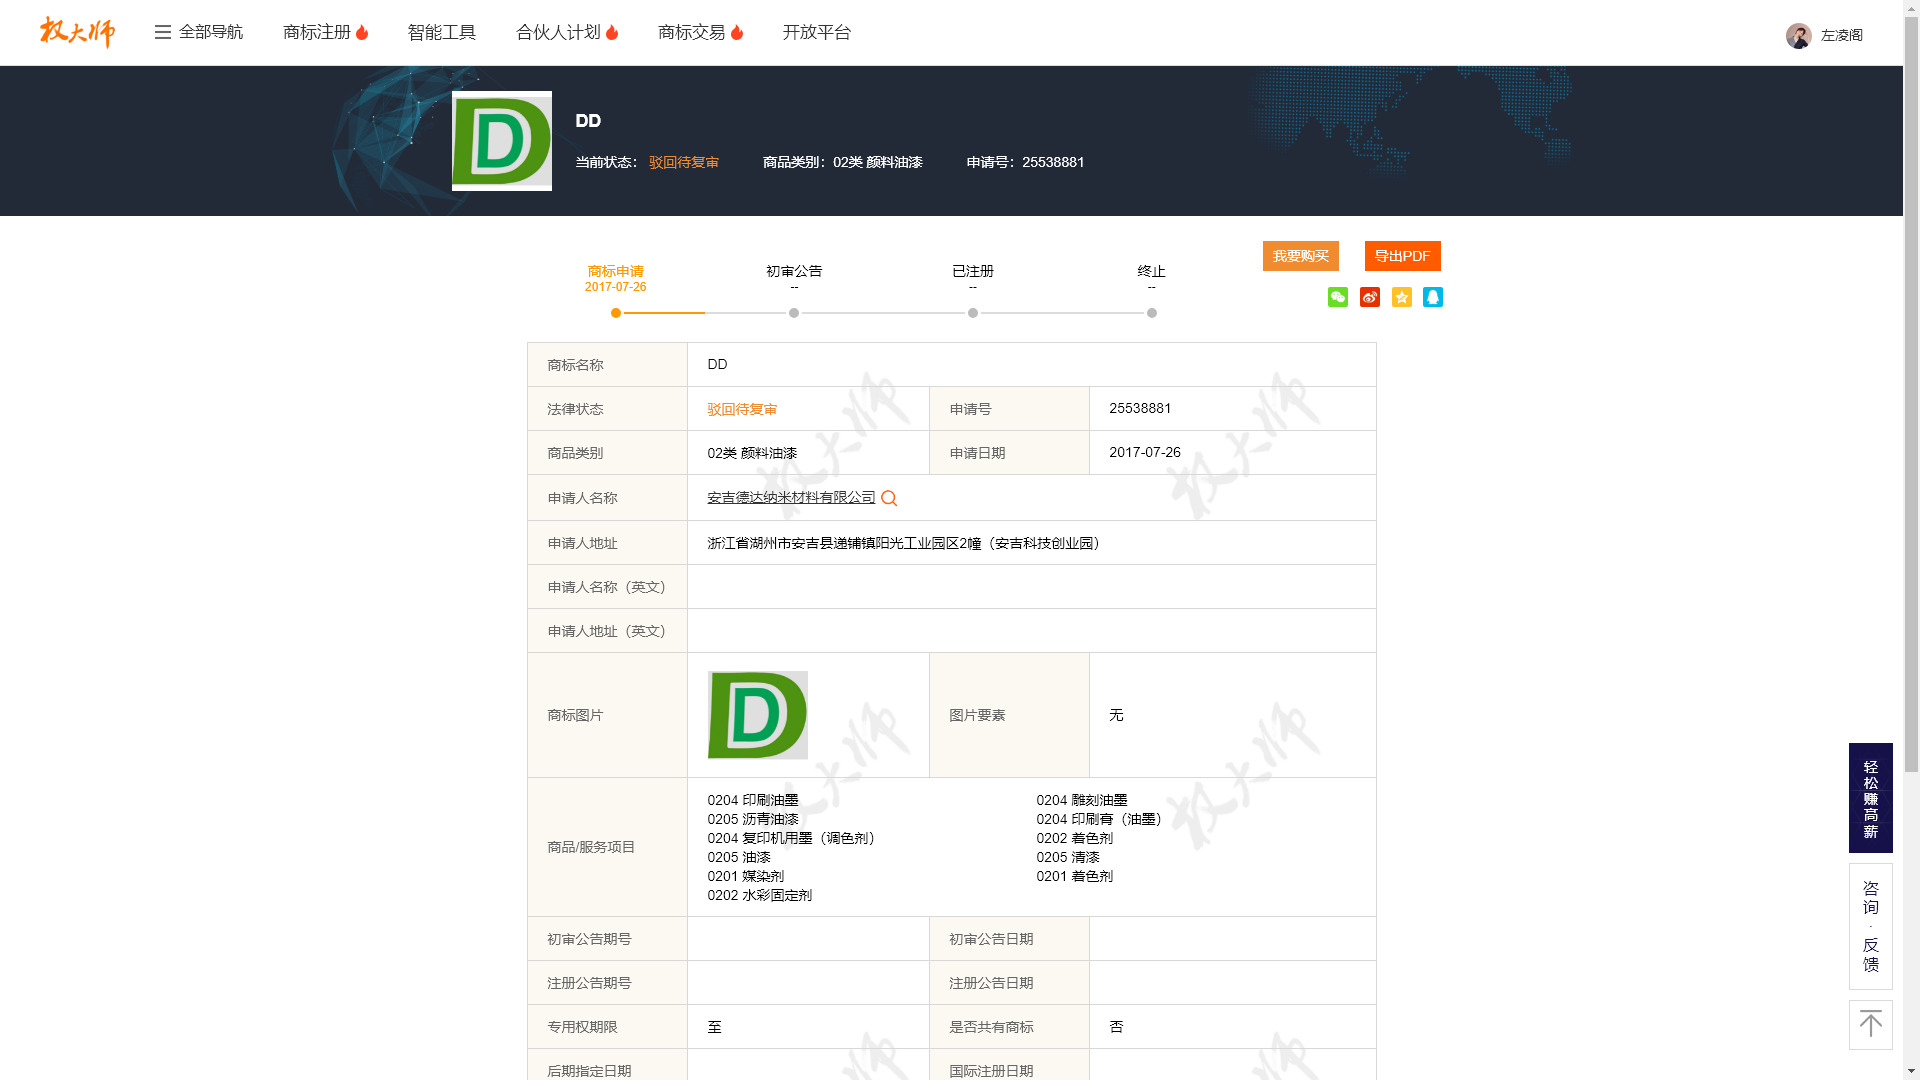 权大师
全部导航
商标注册
智能工具
合伙人计划
商标交易
开放平台
左凌阁
DD
当前状态： 驳回待复审
商品类别：02类 颜料油漆
申请号：25538881
商标申请
2017-07-26
初审公告
--
已注册
--
终止
--
我要购买
导出PDF
商标名称
DD
法律状态
驳回待复审
申请号
25538881
商品类别
02类 颜料油漆
申请日期
2017-07-26
申请人名称
安吉德达纳米材料有限公司
申请人地址
浙江省湖州市安吉县递铺镇阳光工业园区2幢（安吉科技创业园）
申请人名称（英文）
申请人地址（英文）
商标图片
图片要素
无
商品/服务项目
0204 印刷油墨
0204 雕刻油墨
0205 沥青油漆
0204 印刷膏（油墨）
0204 复印机用墨（调色剂）
0202 着色剂
0205 油漆
0205 清漆
0201 媒染剂
0201 着色剂
0202 水彩固定剂
初审公告期号
初审公告日期
注册公告期号
注册公告日期
专用权期限
至
是否共有商标
否
后期指定日期
国际注册日期
轻松赚高薪
咨询·反馈